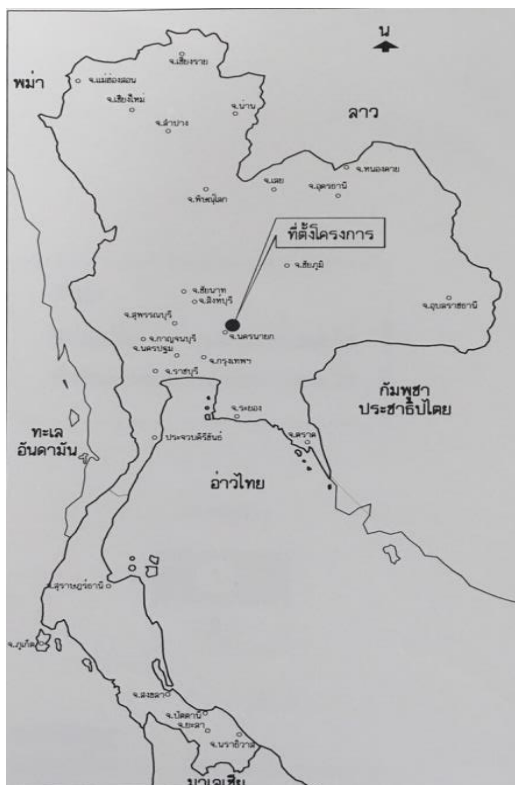 น
จ.เชียงราย
พม่า
จ.แม่ฮ่องสอน
จ.เชียงใหม่
จ.น่าน
ลาว
จ.ลำปาง
จ.หนองคาย
จ.เลย
จ.อุดรธานี
จ.พิษณุโลก
ที่ตั้งโครงการ
จ.ชัยภูมิ
จ.ชัยนาท
จ.สิงห์บุรี
จ.อุบลราชธานี
จ.สุพรรณบุรี
จ.นครนายก
จ.กาญจนบุรี
จ.นครปฐม
จ.กรุงเทพฯ
จ.ราชบุรี
กัมพูชา
ประชาธิปไตย
จ.ระยอง
ทะเล
อันดามัน
ประจวบคีรีขันธ์
จ.ตราด
อ่าวไทย
จ.สุราษฎร์ธานี
จ.ภูเก็ต
จ.สงขลา
จ.ปัตตานี
จ.ยะลา
จ.นราธิวาส
มาเลเซีย